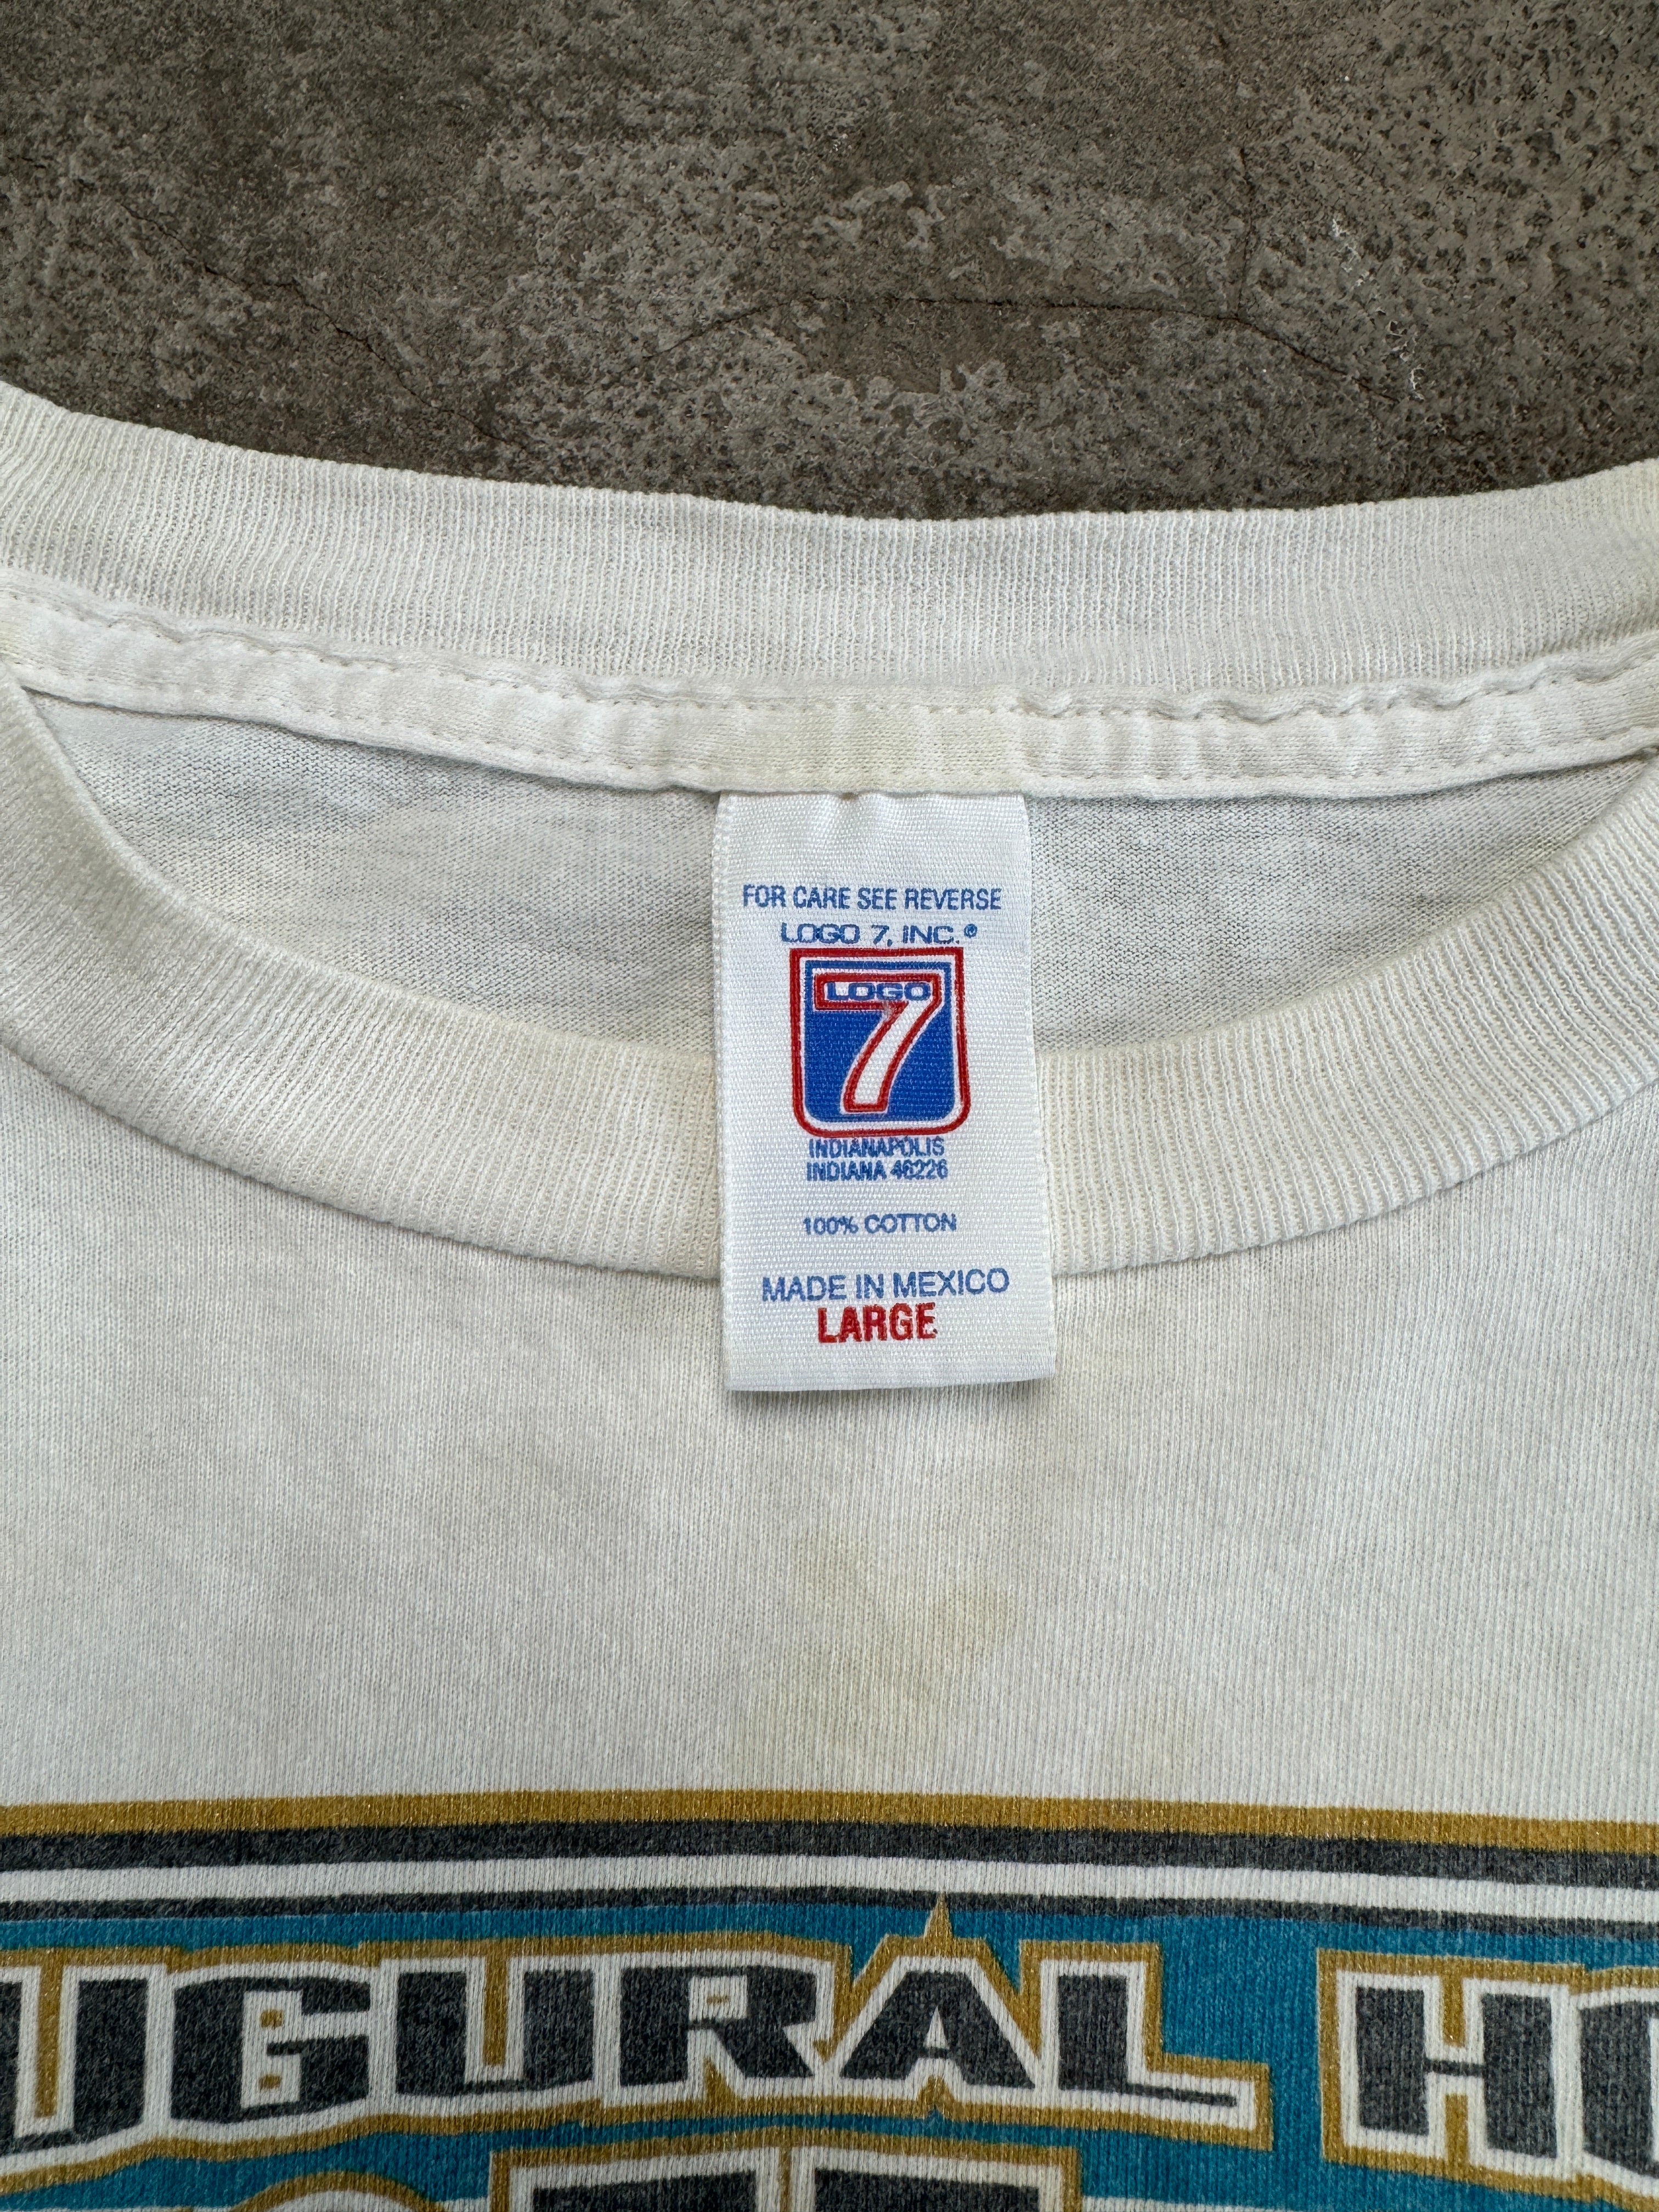 FOR CARE SEE REVERSE
LOGO 7, INC.®
LOGO
7
INDIANAPOLIS
INDIANA 46226
100% COTTON
MADE IN MEXICO
LARGE
UGURAL HO